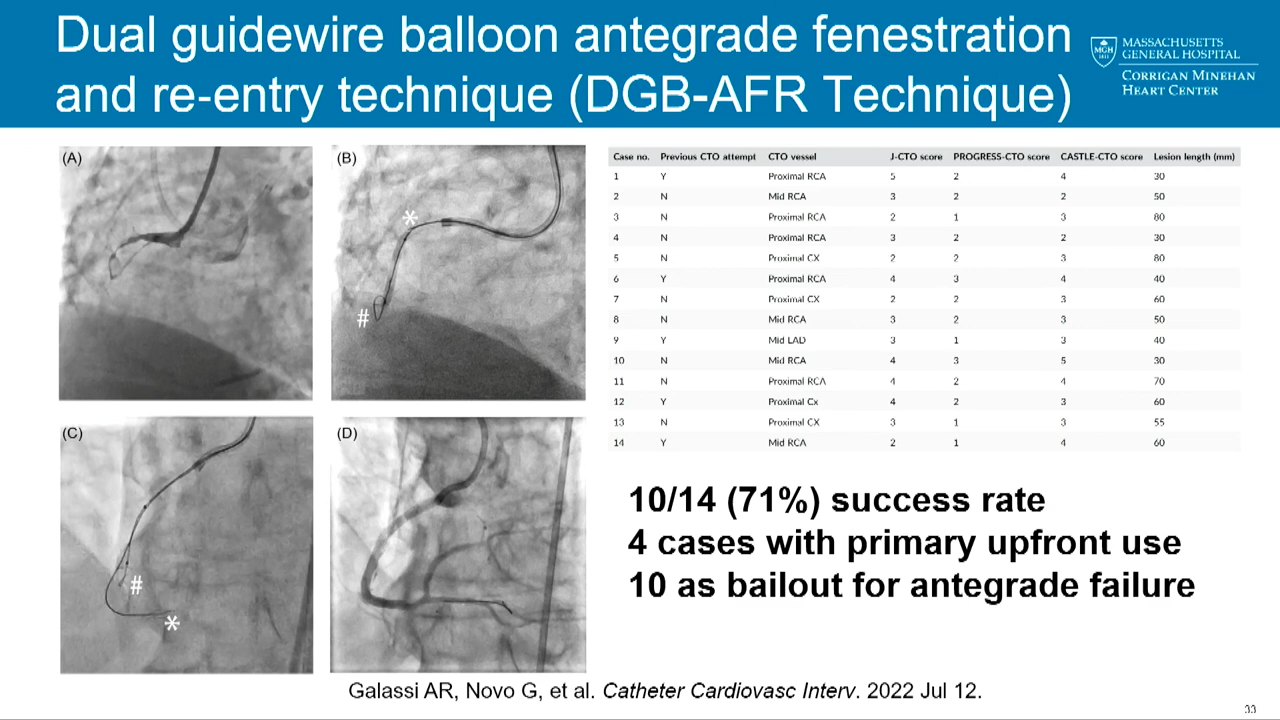 Dual guidewire balloon antegrade fenestration
and re-entry technique (DGB-AFR Technique)
MGH
1811
MASSACHUSETTS
GENERAL HOSPITAL
CORRIGAN MINEHAN
HEART CENTER
(A)
(B)
*
#
(C)
#
*
(D)
Case no. Previous CTO attempt CTO vessel J-CTO score PROGRESS-CTO score CASTLE-CTO score Lesion length (mm)
1 Y Proximal RCA 5 2 4 30
2 N Mid RCA 3 2 2 50
3 N Proximal RCA 2 1 3 80
4 N Proximal RCA 3 2 2 30
5 N Proximal CX 2 2 3 80
6 Y Proximal RCA 4 3 4 40
7 N Proximal CX 2 2 3 60
8 N Mid RCA 3 2 3 50
9 Y Mid LAD 3 1 3 40
10 N Mid RCA 4 3 5 30
11 N Proximal RCA 4 2 4 70
12 Y Proximal Cx 4 2 3 60
13 N Proximal CX 3 1 3 55
14 Y Mid RCA 2 1 4 60
10/14 (71%) success rate
4 cases with primary upfront use
10 as bailout for antegrade failure
Galassi AR, Novo G, et al. Catheter Cardiovasc Interv. 2022 Jul 12.
33